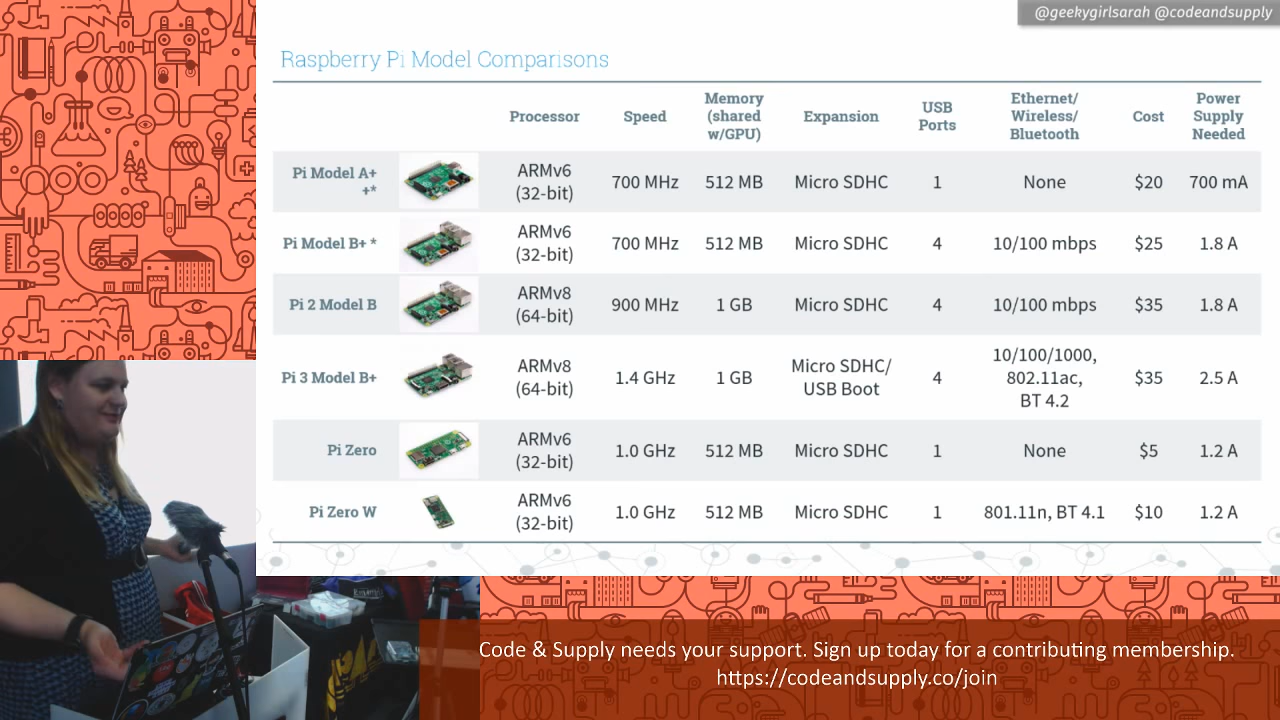 @geekygirlsarah @codeandsupply
Raspberry Pi Model Comparisons
Processor Speed Memory (shared w/GPU) Expansion USB Ports Ethernet/ Wireless/ Bluetooth Cost Power Supply Needed
Pi Model A+ +* ARMv6 (32-bit) 700 MHz 512 MB Micro SDHC 1 None $20 700 mA
Pi Model B+ * ARMv6 (32-bit) 700 MHz 512 MB Micro SDHC 4 10/100 mbps $25 1.8 A
Pi 2 Model B ARMv8 (64-bit) 900 MHz 1 GB Micro SDHC 4 10/100 mbps $35 1.8 A
Pi 3 Model B+ ARMv8 (64-bit) 1.4 GHz 1 GB Micro SDHC/ USB Boot 4 10/100/1000, 802.11ac, BT 4.2 $35 2.5 A
Pi Zero ARMv6 (32-bit) 1.0 GHz 512 MB Micro SDHC 1 None $5 1.2 A
Pi Zero W ARMv6 (32-bit) 1.0 GHz 512 MB Micro SDHC 1 801.11n, BT 4.1 $10 1.2 A
Code & Supply needs your support. Sign up today for a contributing membership.
https://codeandsupply.co/join